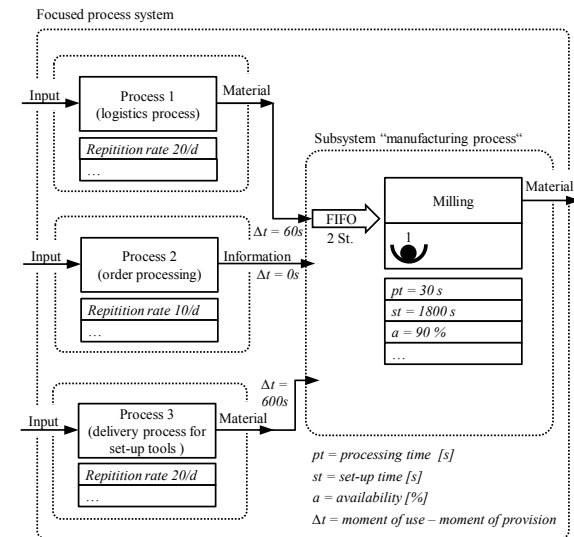 Focused process system
Input
Process 1
(logistics process)
Material
Repitition rate 20/d
…
Δt = 60s
Input
Process 2
(order processing)
Information
Δt = 0s
Repitition rate 10/d
…
Input
Process 3
(delivery process for
set-up tools )
Material
Δt =
600s
Repitition rate 20/d
…
Subsystem “manufacturing process“
FIFO
2 St.
Milling
1
Material
pt = 30 s
st = 1800 s
a = 90 %
…
pt = processing time [s]
st = set-up time [s]
a = availability [%]
Δt = moment of use – moment of provision